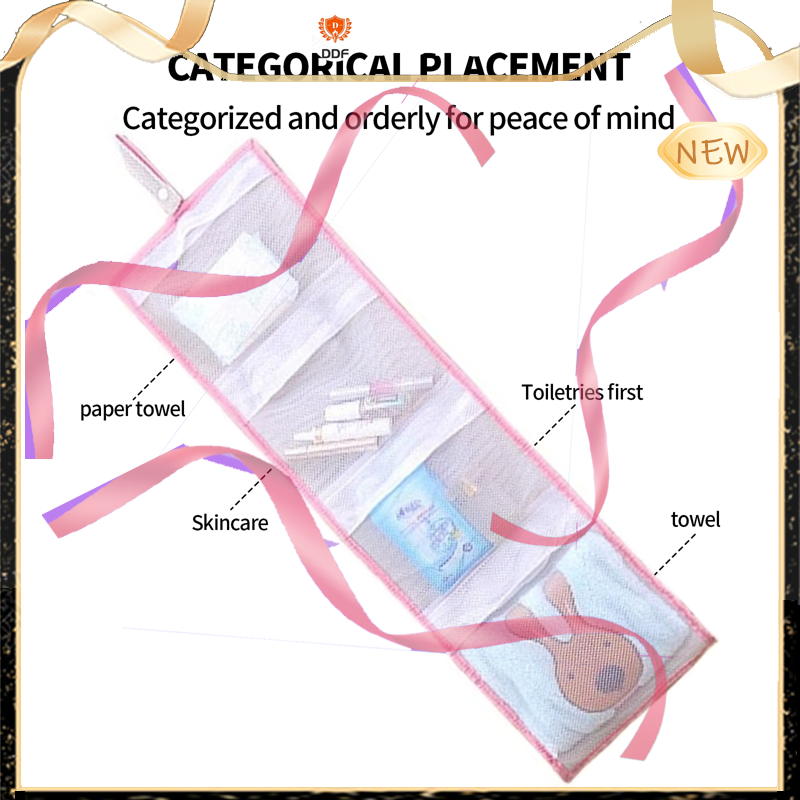 DDF
CATEGORICAL PLACEMENT
Categorized and orderly for peace of mind
NEW
Toiletries first
paper towel
Skincare
towel